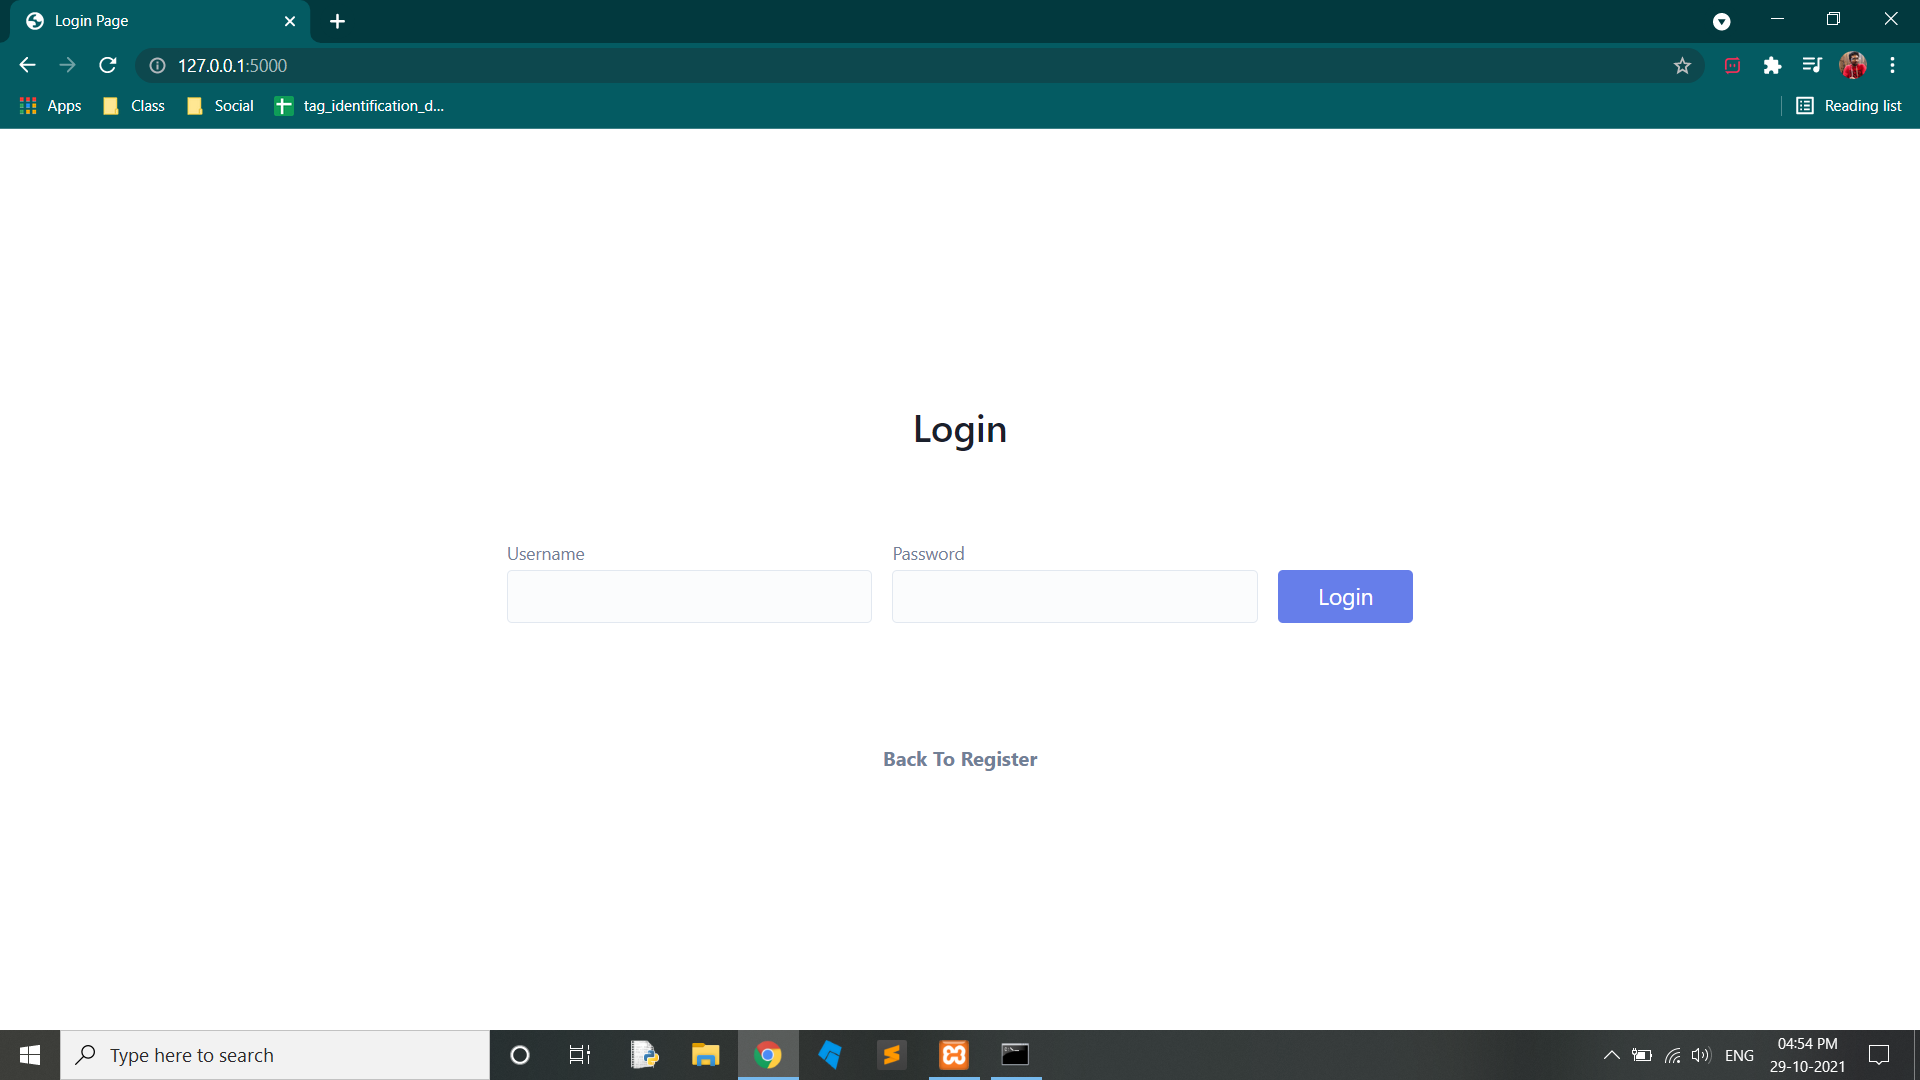 Login Page
127.0.0.1:5000
Apps Class Social tag_identification_d... Reading list
Login
Username Password
Login
Back To Register
Type here to search
ENG 04:54 PM
29-10-2021